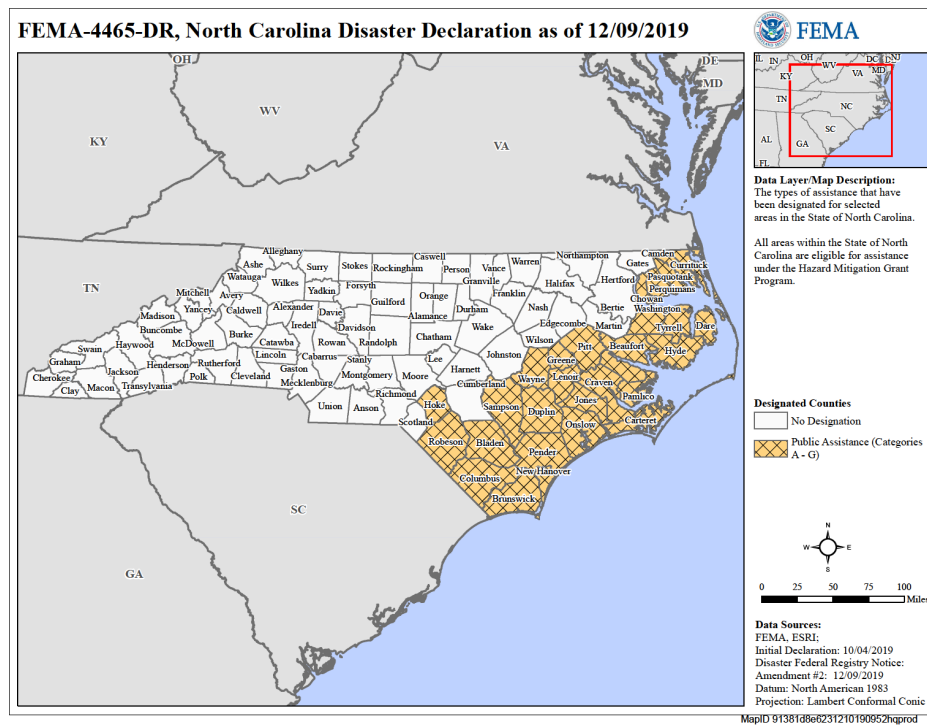 FEMA-4465-DR, North Carolina Disaster Declaration as of 12/09/2019
FEMA
OH
DE
MD
WV
KY
VA
IL IN OH WV DC NJ
KY VA MD
TN NC
SC
AL GA
FL
Data Layer/Map Description:
The types of assistance that have
been designated for selected
areas in the State of North Carolina.
All areas within the State of North
Carolina are eligible for assistance
under the Hazard Mitigation Grant
Program.
TN
Alleghany
Ashe
Surry
Stokes
Rockingham
Caswell
Person
Vance
Granville
Warren
Northampton
Gates
Camden
Currituck
Pasquotank
Perquimans
Chowan
Hertford
Halifax
Watauga
Wilkes
Yadkin
Forsyth
Guilford
Orange
Alamance
Durham
Franklin
Nash
Bertie
Washington
Mitchell
Avery
Yancey
Caldwell
Alexander
Davie
Iredell
Davidson
Chatham
Wake
Edgecombe
Martin
Tyrrell
Dare
Madison
Buncombe
McDowell
Burke
Catawba
Rowan
Randolph
Johnston
Wilson
Pitt
Beaufort
Hyde
Swain
Haywood
Graham
Jackson
Henderson
Rutherford
Lincoln
Gaston
Cabarrus
Stanly
Montgomery
Moore
Lee
Harnett
Greene
Wayne
Lenoir
Craven
Pamlico
Cherokee
Clay
Macon
Transylvania
Polk
Cleveland
Mecklenburg
Richmond
Cumberland
Sampson
Duplin
Jones
Carteret
Union
Anson
Scotland
Hoke
Onslow
Robeson
Bladen
Pender
New Hanover
Columbus
Brunswick
SC
GA
Designated Counties
No Designation
Public Assistance (Categories
A - G)
N
W E
S
0 25 50 75 100
Miles
Data Sources:
FEMA, ESRI;
Initial Declaration: 10/04/2019
Disaster Federal Registry Notice:
Amendment #2: 12/09/2019
Datum: North American 1983
Projection: Lambert Conformal Conic
MapID 91381d8e6231210190952hqprod